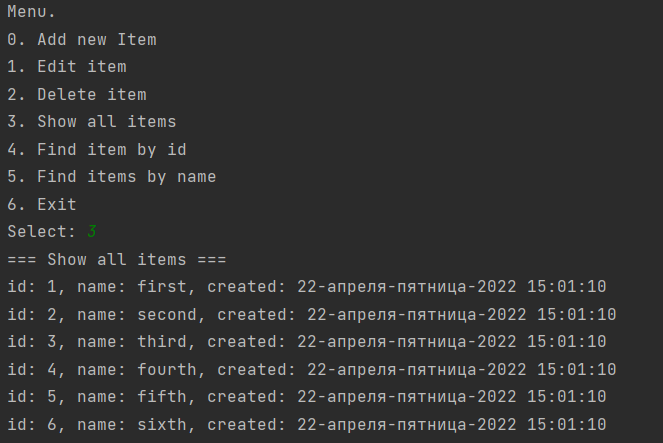 Menu.
0. Add new Item
1. Edit item
2. Delete item
3. Show all items
4. Find item by id
5. Find items by name
6. Exit
Select: 3
=== Show all items ===
id: 1, name: first, created: 22-апреля-пятница-2022 15:01:10
id: 2, name: second, created: 22-апреля-пятница-2022 15:01:10
id: 3, name: third, created: 22-апреля-пятница-2022 15:01:10
id: 4, name: fourth, created: 22-апреля-пятница-2022 15:01:10
id: 5, name: fifth, created: 22-апреля-пятница-2022 15:01:10
id: 6, name: sixth, created: 22-апреля-пятница-2022 15:01:10